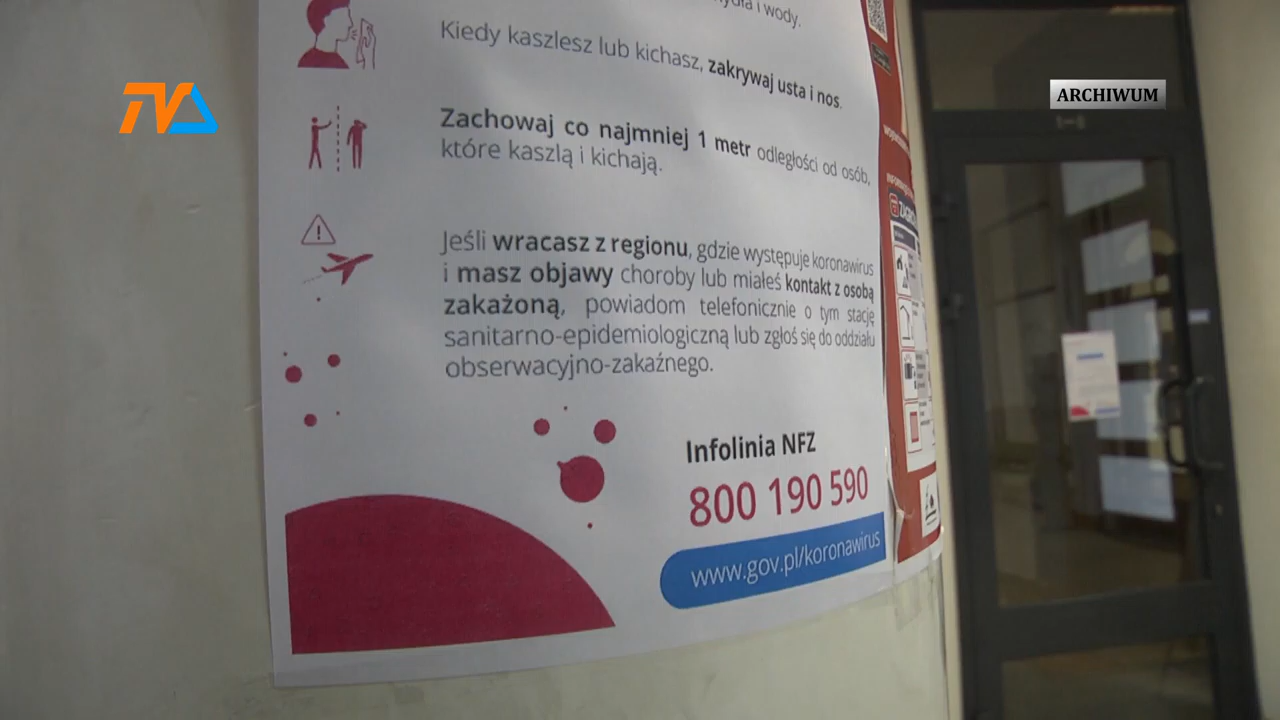 i wody.
Kiedy kaszlesz lub kichasz, zakrywaj usta i nos.
TVA
ARCHIWUM
Zachowaj co najmniej 1 metr odległości od osób,
które kaszlą i kichają.
Jeśli wracasz z regionu, gdzie występuje koronawirus
i masz objawy choroby lub miałeś kontakt z osobą
zakażoną, powiadom telefonicznie o tym stację
sanitarno-epidemiologiczną lub zgłoś się do oddziału
obserwacyjno-zakaźnego.
Infolinia NFZ
800 190 590
www.gov.pl/koronawirus